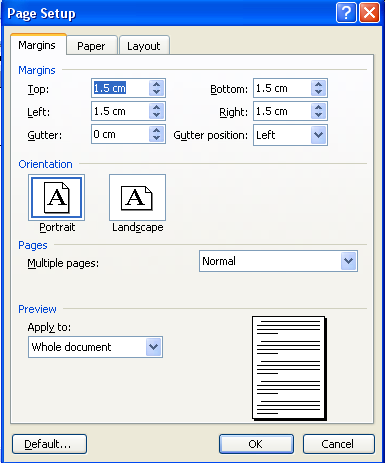 Page Setup
Margins Paper Layout
Margins
Top: 1.5 cm Bottom: 1.5 cm
Left: 1.5 cm Right: 1.5 cm
Gutter: 0 cm Gutter position: Left
Orientation
A A
Portrait Landscape
Pages
Multiple pages: Normal
Preview
Apply to:
Whole document
Default... OK Cancel